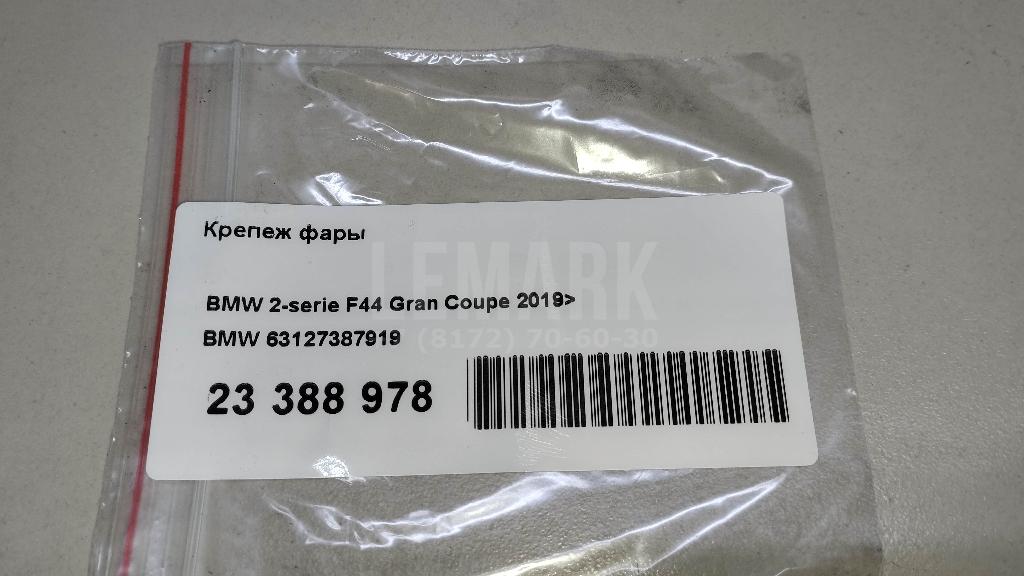 Крепеж фары
LEMARK
BMW 2-serie F44 Gran Coupe 2019>
BMW 63127387919
(8172) 70-60-30
23 388 978